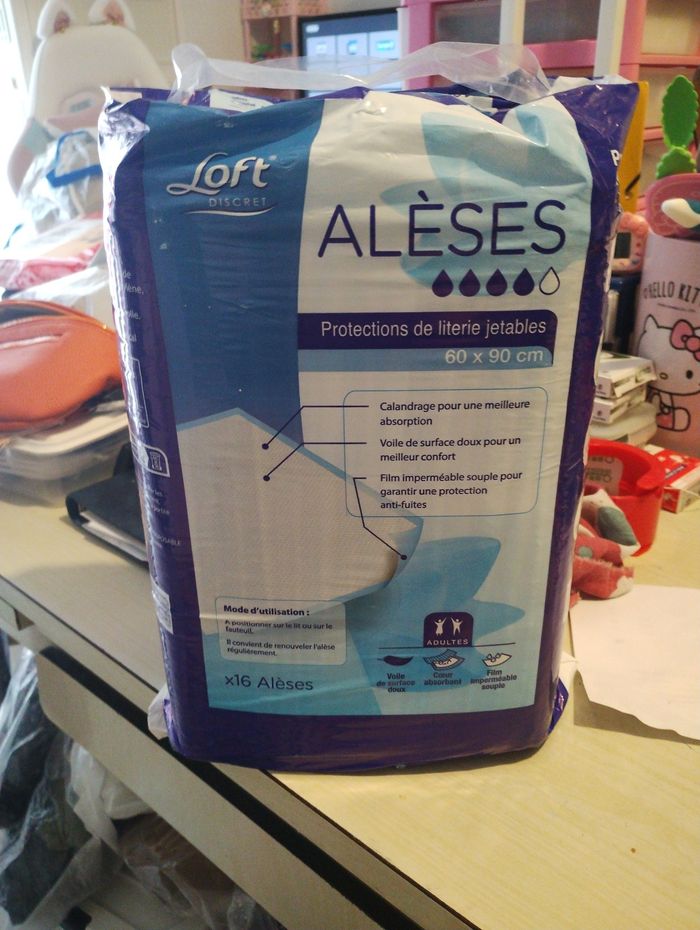 Loft
DISCRET
ALÈSES
Protections de literie jetables
60 x 90 cm
Calandrage pour une meilleure
absorption
Voile de surface doux pour un
meilleur confort
Film imperméable souple pour
garantir une protection
anti-fuites
Mode d'utilisation :
A positionner sur le lit ou sur le
fauteuil.
Il convient de renouveler l'alèse
régulièrement.
x16 Alèses
ADULTES
Voile
de surface
doux
Cœur
absorbant
Film
imperméable
souple
HELLO KIT